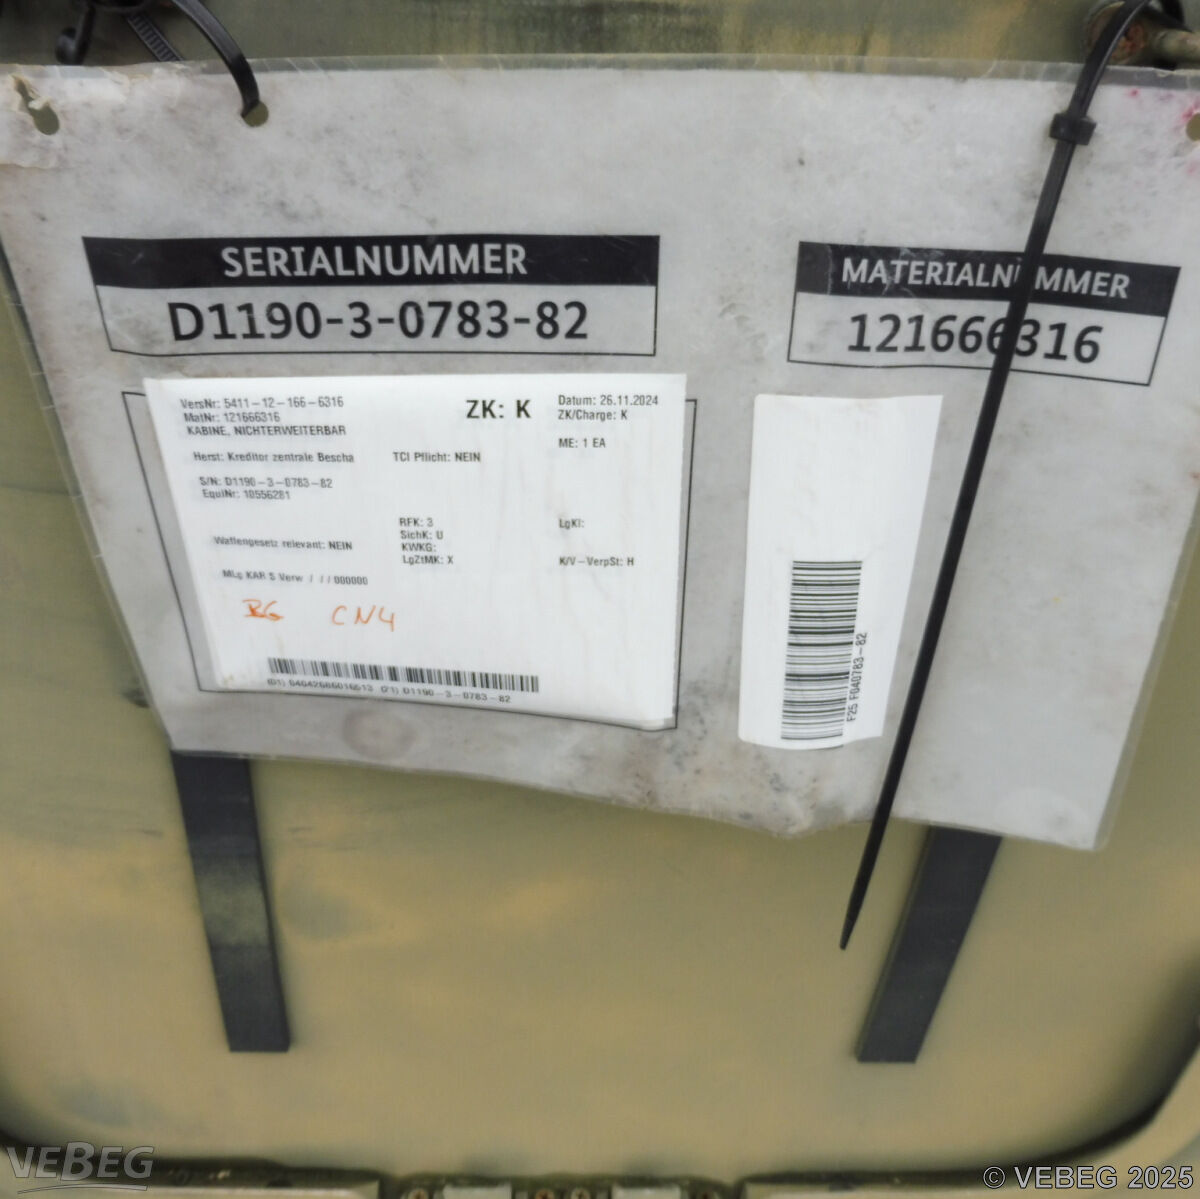 SERIALNUMMER
D1190-3-0783-82
MATERIALNUMMER
121666316
VersNr: 5411-12-166-6316
MatNr: 121666316
KABINE, NICHTERWEITERBAR
ZK: K
Datum: 26.11.2024
ZK/Charge: K
ME: 1 EA
Herst: Kreditor zentrale Bescha
TCI Pflicht: NEIN
S/N: D1190-3-0783-82
EquiNr: 10556281
RFK: 3
SichK: U
KWKG:
LgZtMK: X
LgKl:
K/V-VerpSt: H
Waffengesetz relevant: NEIN
MLg KAR S Verw / / / 000000
BG CN4
(21) D1190-3-0783-82
F25 F040783-82
VEBEG
© VEBEG 2025